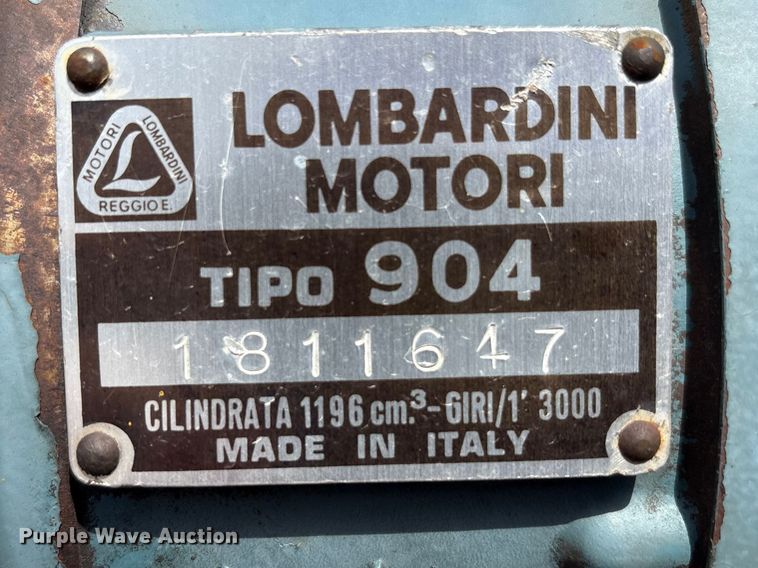 MOTORI LOMBARDINI
REGGIO E.
LOMBARDINI
MOTORI
TIPO 904
1811647
CILINDRATA 1196 cm.³-GIRI/1' 3000
MADE IN ITALY
Purple Wave Auction